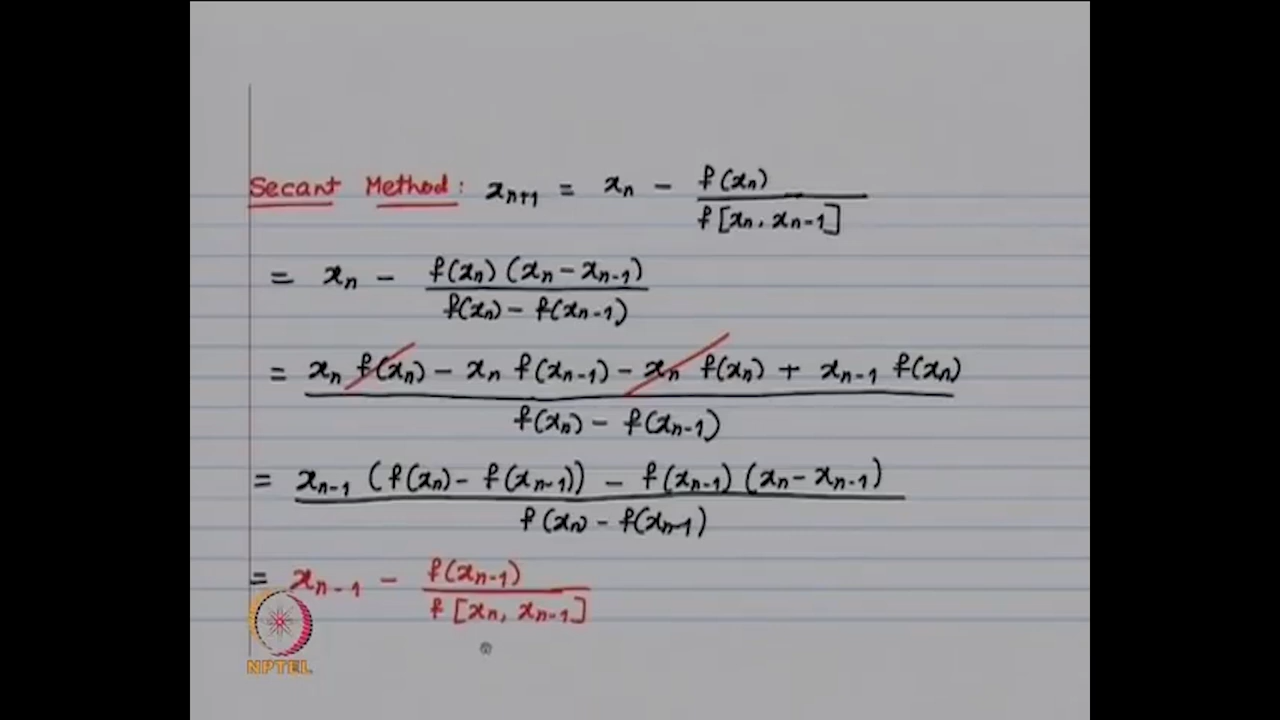 Secant Method: xₙ₊₁ = xₙ - f(xₙ) / f[xₙ, xₙ₋₁]
= xₙ - f(xₙ)(xₙ - xₙ₋₁) / f(xₙ) - f(xₙ₋₁)
= xₙ f(xₙ) - xₙ f(xₙ₋₁) - xₙ f(xₙ) + xₙ₋₁ f(xₙ) / f(xₙ) - f(xₙ₋₁)
= xₙ₋₁ (f(xₙ) - f(xₙ₋₁)) - f(xₙ₋₁)(xₙ - xₙ₋₁) / f(xₙ) - f(xₙ₋₁)
= xₙ₋₁ - f(xₙ₋₁) / f[xₙ, xₙ₋₁]
NPTEL